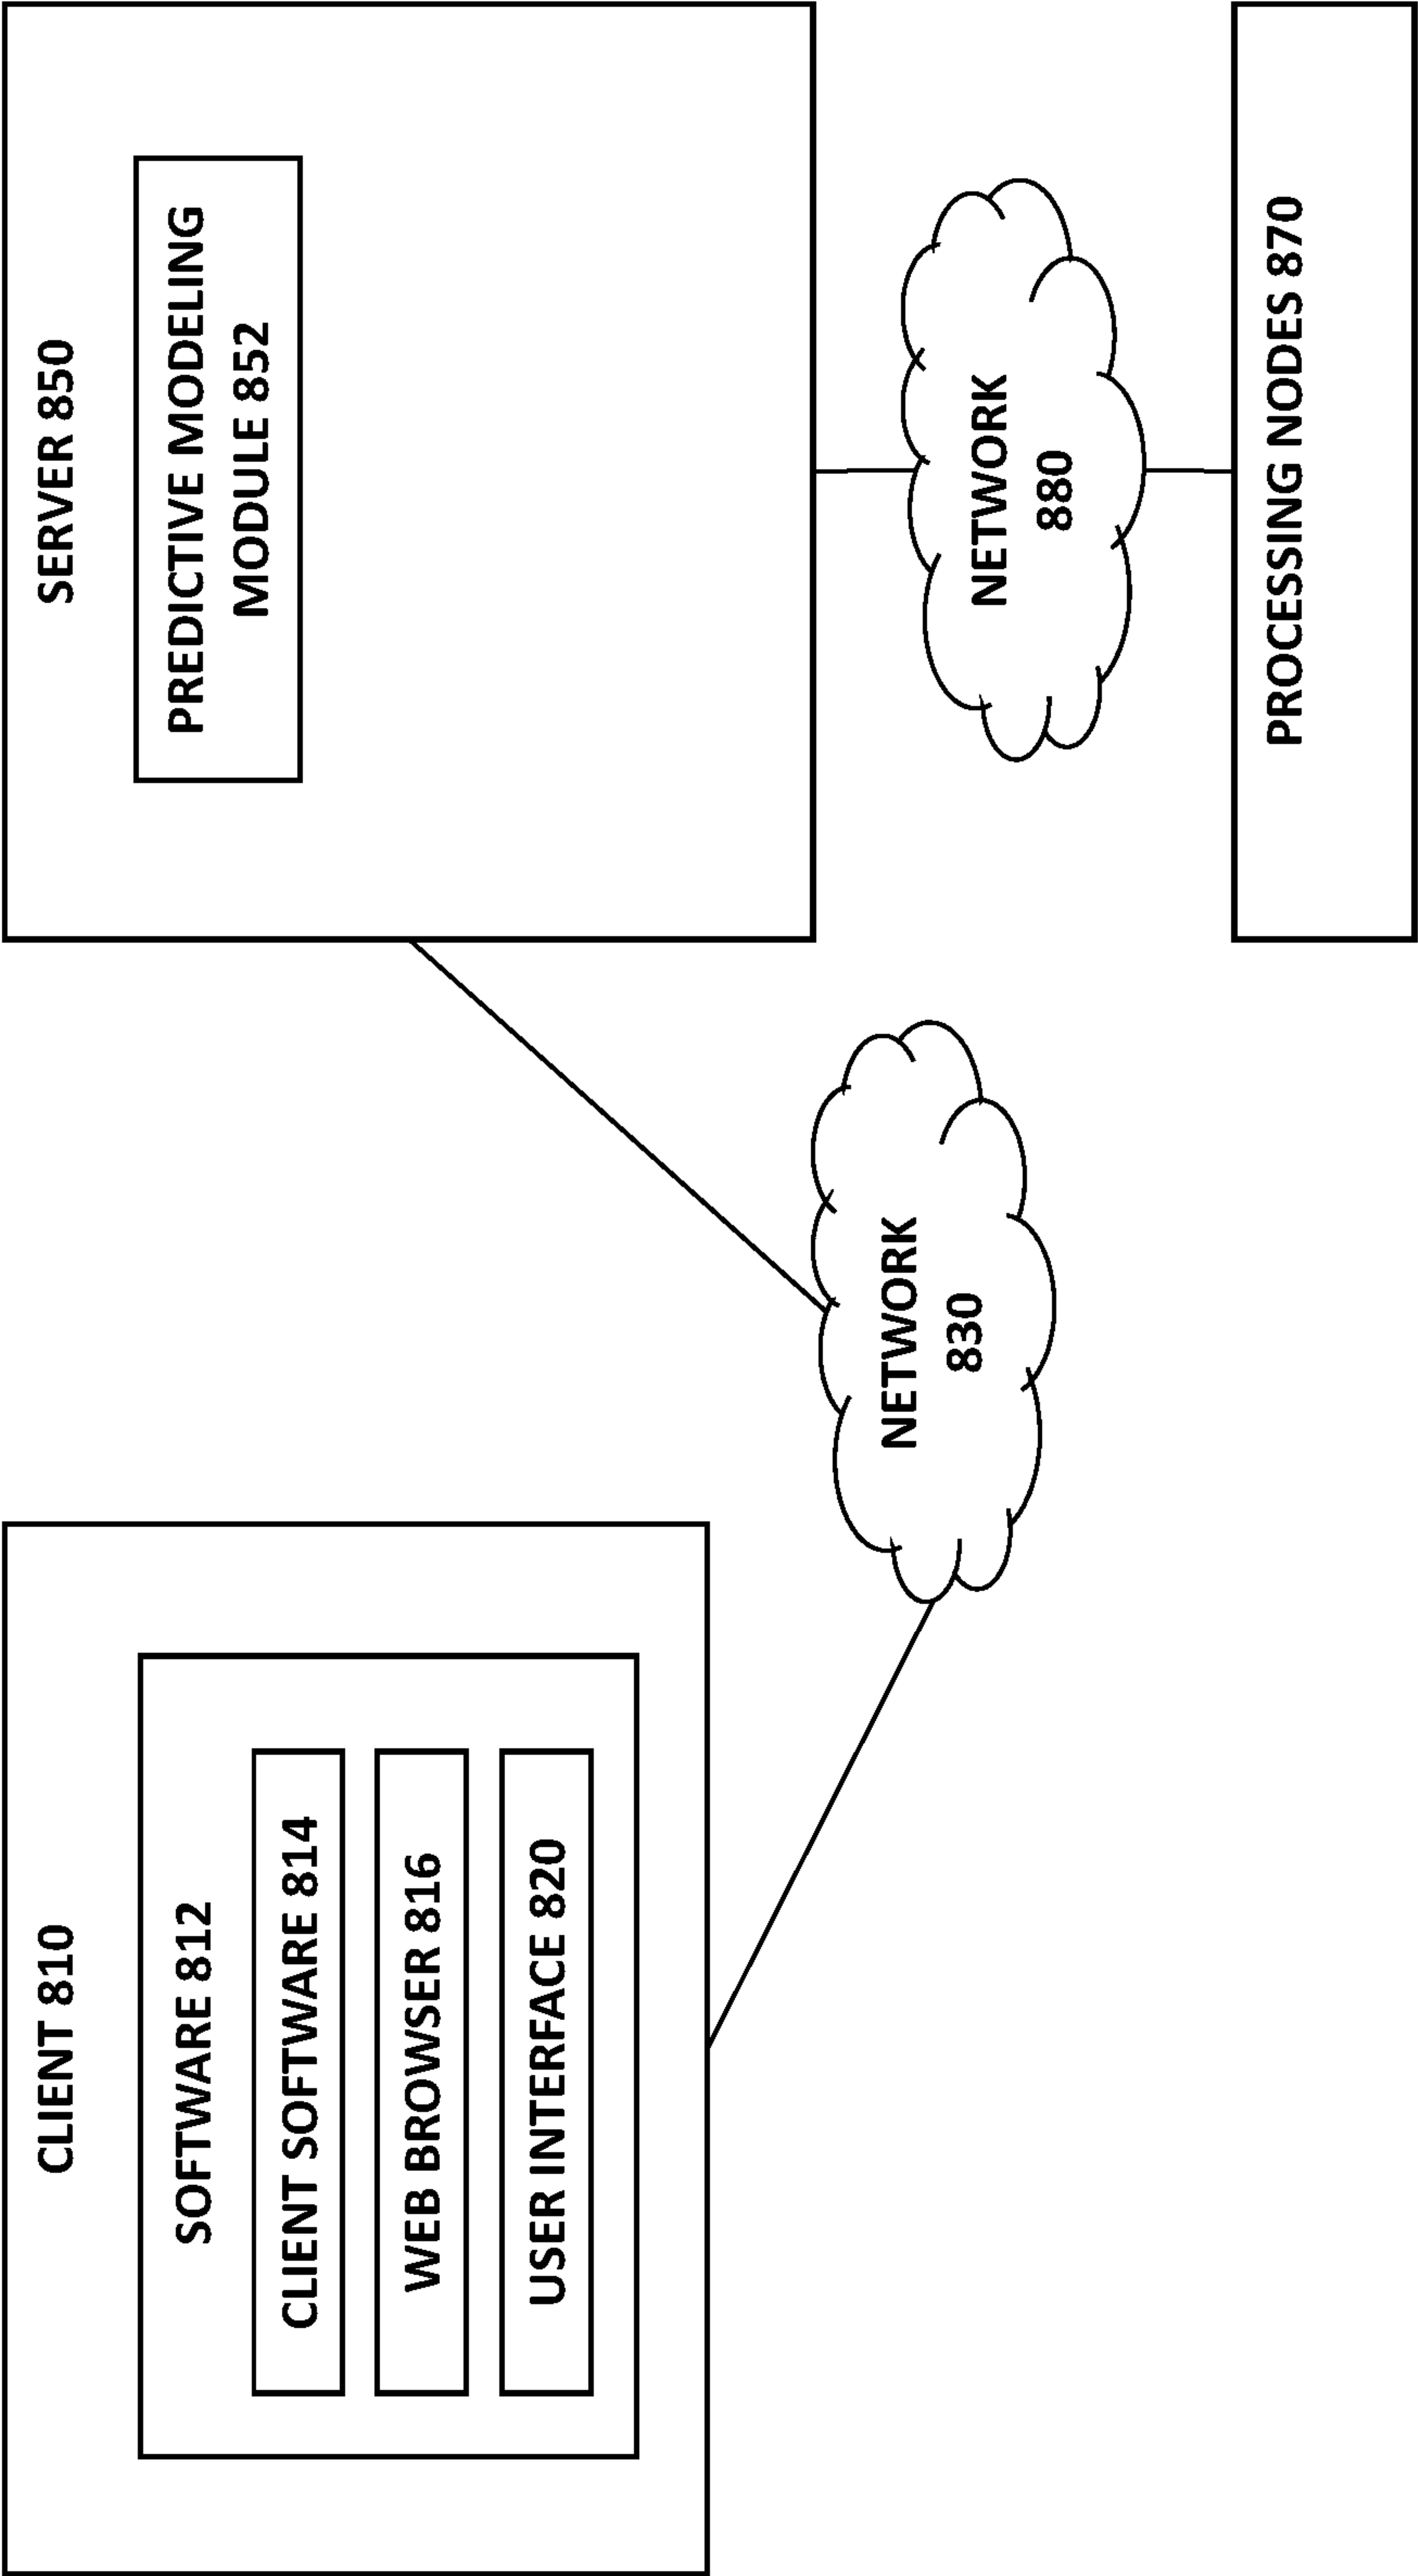 CLIENT 810
SOFTWARE 812
CLIENT SOFTWARE 814
WEB BROWSER 816
USER INTERFACE 820
NETWORK
830
SERVER 850
PREDICTIVE MODELING
MODULE 852
NETWORK
880
PROCESSING NODES 870